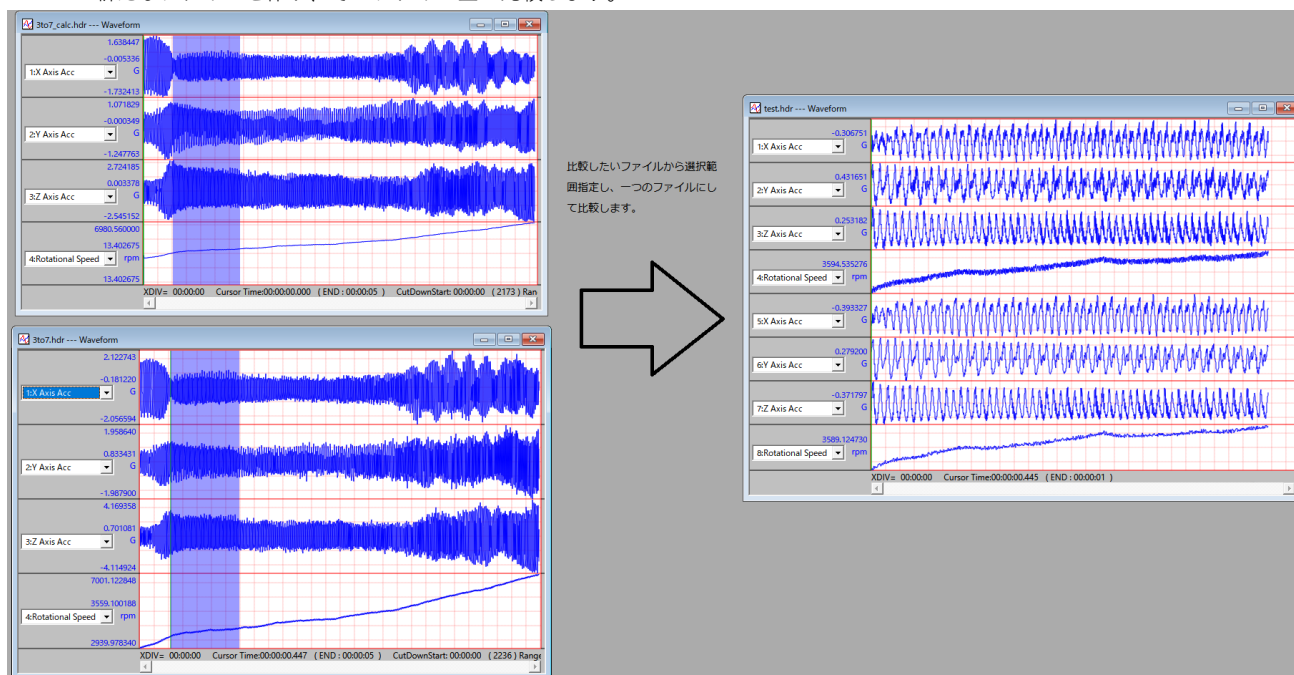 3to7_calc.hdr --- Waveform
1.638447
-0.005336
1:X Axis Acc G
-1.732413
1.071829
-0.000349
2:Y Axis Acc G
-1.247763
2.724185
0.003378
3:Z Axis Acc G
-2.545152
6980.560000
13.402675
4:Rotational Speed rpm
13.402675
XDIV= 00:00:00 Cursor Time:00:00:00.000 ( END : 00:00:05 ) CutDownStart: 00:00:00 ( 2173 ) Ran
3to7.hdr --- Waveform
2.122743
-0.181220
1:X Axis Acc G
-2.056594
1.958640
0.833431
2:Y Axis Acc G
-1.987900
4.169358
0.701081
3:Z Axis Acc G
-4.114924
7001.122848
3559.100188
4:Rotational Speed rpm
2939.978340
XDIV= 00:00:00 Cursor Time:00:00:00.447 ( END : 00:00:05 ) CutDownStart: 00:00:00 ( 2236 ) Range
比較したいファイルから選択範
囲指定し、一つのファイルにし
て比較します。
test.hdr --- Waveform
-0.306751
1:X Axis Acc G
0.431651
2:Y Axis Acc G
0.253182
3:Z Axis Acc G
3594.535276
4:Rotational Speed rpm
-0.393327
5:X Axis Acc G
0.279200
6:Y Axis Acc G
-0.371797
7:Z Axis Acc G
3589.124730
8:Rotational Speed rpm
XDIV= 00:00:00 Cursor Time:00:00:00.445 ( END : 00:00:01 )